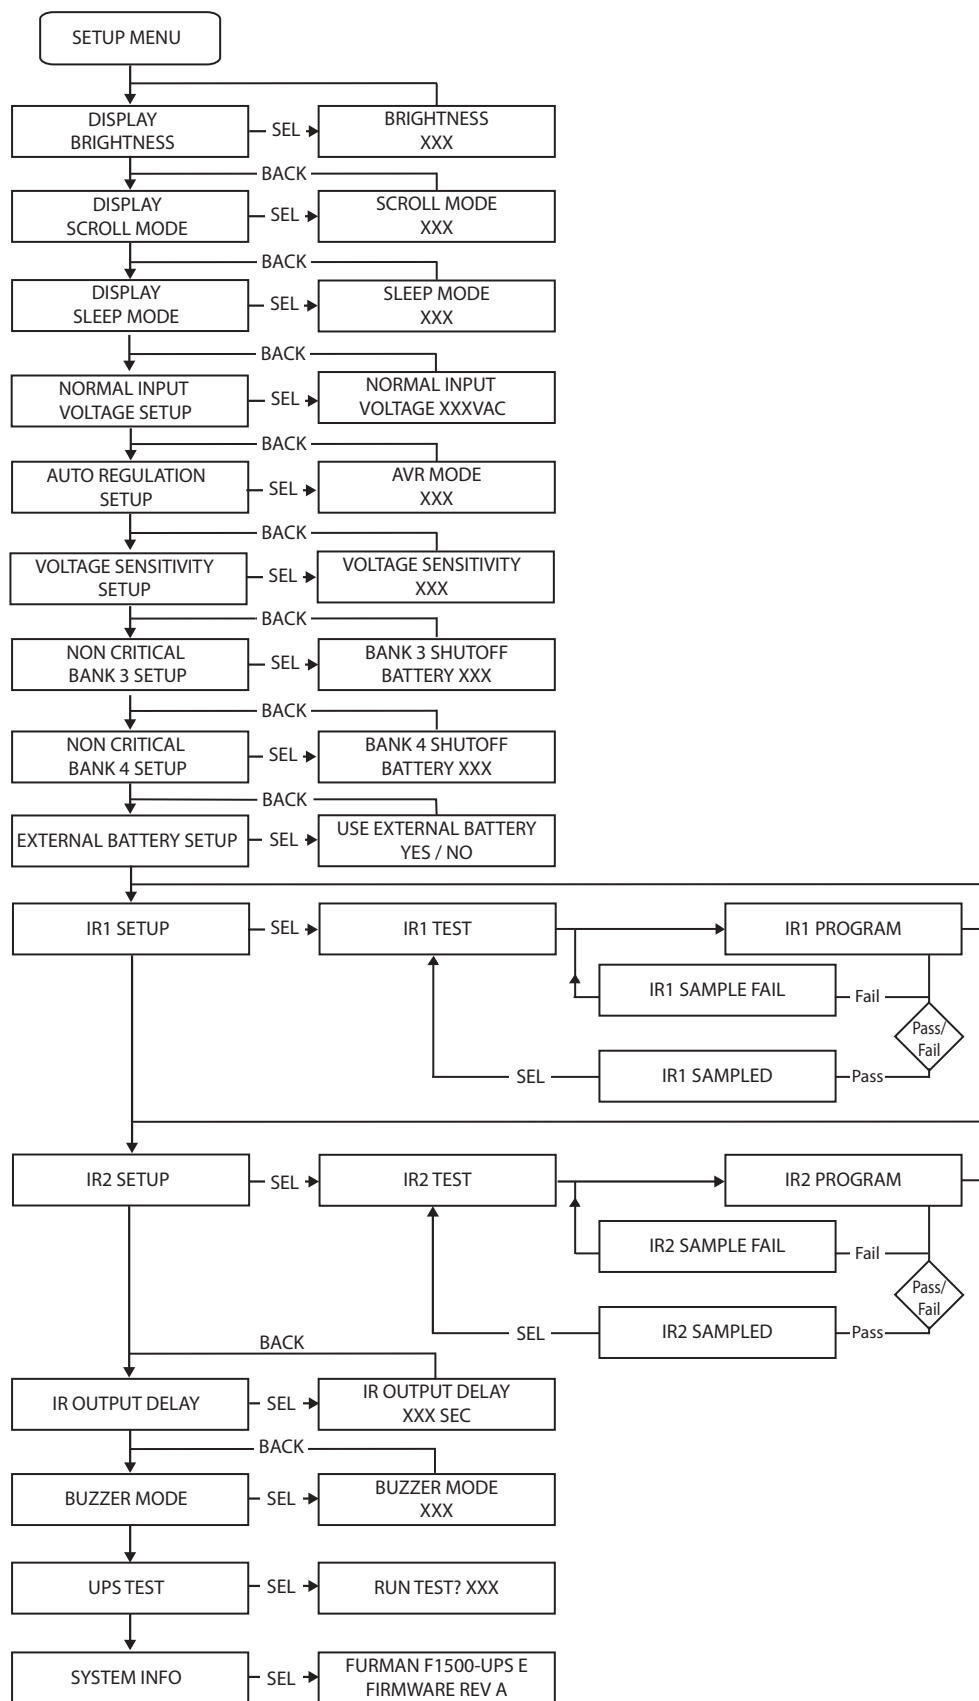 SETUP MENU
DISPLAY
BRIGHTNESS
SEL
BRIGHTNESS
XXX
BACK
DISPLAY
SCROLL MODE
SEL
SCROLL MODE
XXX
BACK
DISPLAY
SLEEP MODE
SEL
SLEEP MODE
XXX
BACK
NORMAL INPUT
VOLTAGE SETUP
SEL
NORMAL INPUT
VOLTAGE XXXVAC
BACK
AUTO REGULATION
SETUP
SEL
AVR MODE
XXX
BACK
VOLTAGE SENSITIVITY
SETUP
SEL
VOLTAGE SENSITIVITY
XXX
BACK
NON CRITICAL
BANK 3 SETUP
SEL
BANK 3 SHUTOFF
BATTERY XXX
BACK
NON CRITICAL
BANK 4 SETUP
SEL
BANK 4 SHUTOFF
BATTERY XXX
BACK
EXTERNAL BATTERY SETUP
SEL
USE EXTERNAL BATTERY
YES / NO
IR1 SETUP
SEL
IR1 TEST
IR1 PROGRAM
IR1 SAMPLE FAIL
Fail
Pass/
Fail
SEL
IR1 SAMPLED
Pass
IR2 SETUP
SEL
IR2 TEST
IR2 PROGRAM
IR2 SAMPLE FAIL
Fail
Pass/
Fail
SEL
IR2 SAMPLED
Pass
BACK
IR OUTPUT DELAY
SEL
IR OUTPUT DELAY
XXX SEC
BACK
BUZZER MODE
SEL
BUZZER MODE
XXX
UPS TEST
SEL
RUN TEST? XXX
SYSTEM INFO
SEL
FURMAN F1500-UPS E
FIRMWARE REV A